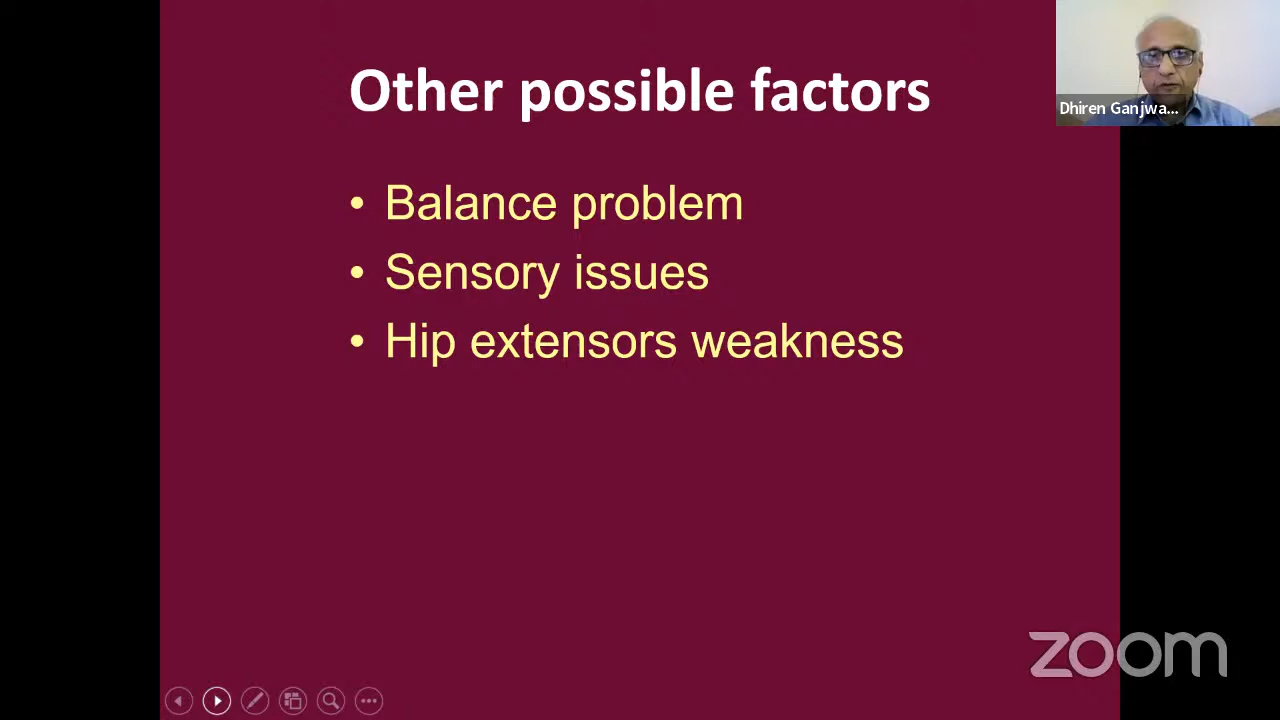 Other possible factors
Dhiren Ganjwa...
• Balance problem
• Sensory issues
• Hip extensors weakness
zoom